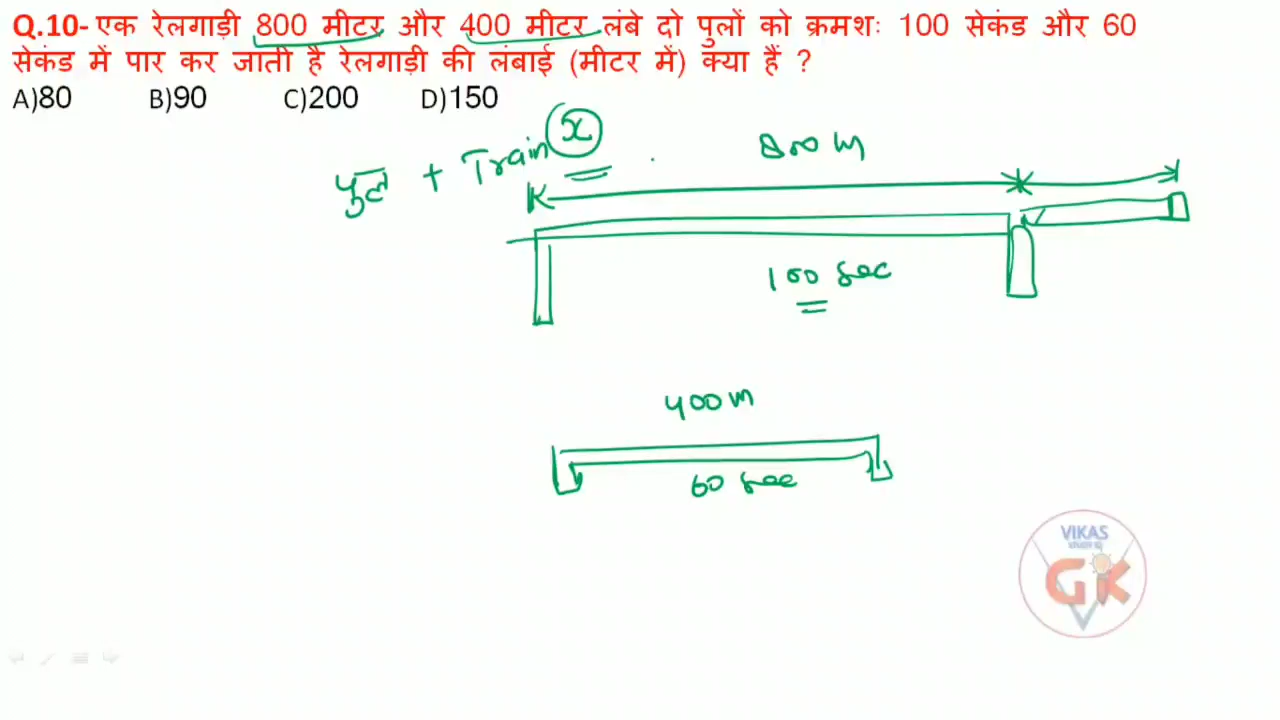 Q.10- एक रेलगाड़ी 800 मीटर और 400 मीटर लंबे दो पुलों को क्रमशः 100 सेकंड और 60
सेकंड में पार कर जाती है रेलगाड़ी की लंबाई (मीटर में) क्या हैं ?
A)80 B)90 C)200 D)150
पुल + Train x
800 m
100 sec
400 m
60 sec
VIKAS
GK